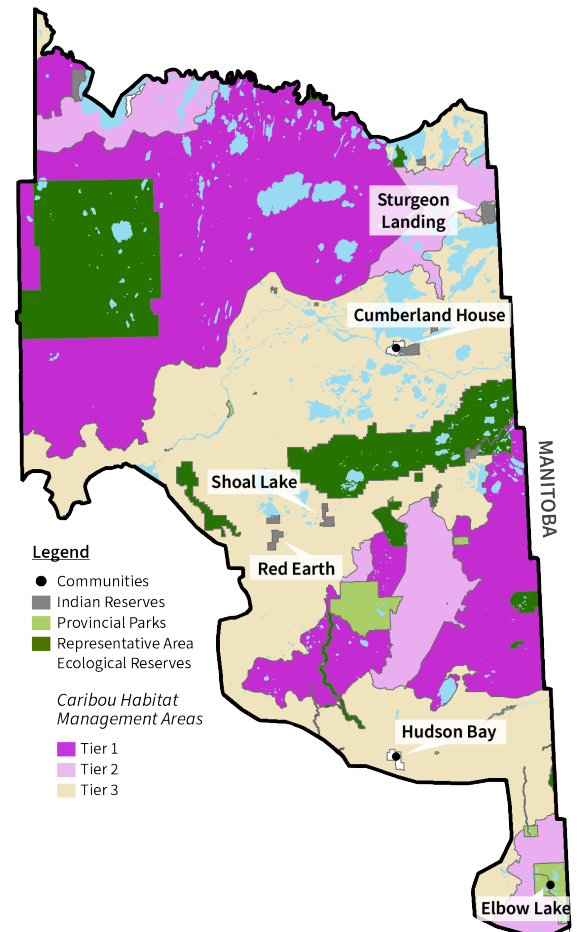 Sturgeon
Landing
Cumberland House
MANITOBA
Shoal Lake
Red Earth
Legend
Communities
Indian Reserves
Provincial Parks
Representative Area
Ecological Reserves
Caribou Habitat
Management Areas
Tier 1
Tier 2
Tier 3
Hudson Bay
Elbow Lake